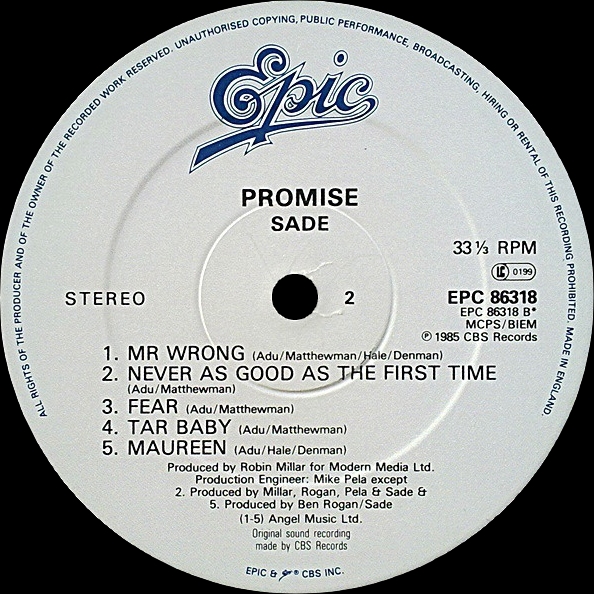 ALL RIGHTS OF THE PRODUCER AND OF THE OWNER OF THE RECORDED WORK RESERVED. UNAUTHORISED COPYING, PUBLIC PERFORMANCE, BROADCASTING, HIRING OR RENTAL OF THIS RECORDING PROHIBITED. MADE IN ENGLAND.
Epic
PROMISE
SADE
33 ⅓ RPM
LC 0199
STEREO
2
EPC 86318
EPC 86318 B*
MCPS/BIEM
℗ 1985 CBS Records
1. MR WRONG (Adu/Matthewman/Hale/Denman)
2. NEVER AS GOOD AS THE FIRST TIME
(Adu/Matthewman)
3. FEAR (Adu/Matthewman)
4. TAR BABY (Adu/Matthewman)
5. MAUREEN (Adu/Hale/Denman)
Produced by Robin Millar for Modern Media Ltd.
Production Engineer: Mike Pela except
2. Produced by Millar, Rogan, Pela & Sade &
5. Produced by Ben Rogan/Sade
(1-5) Angel Music Ltd.
Original sound recording
made by CBS Records
EPIC & Epic ® CBS INC.